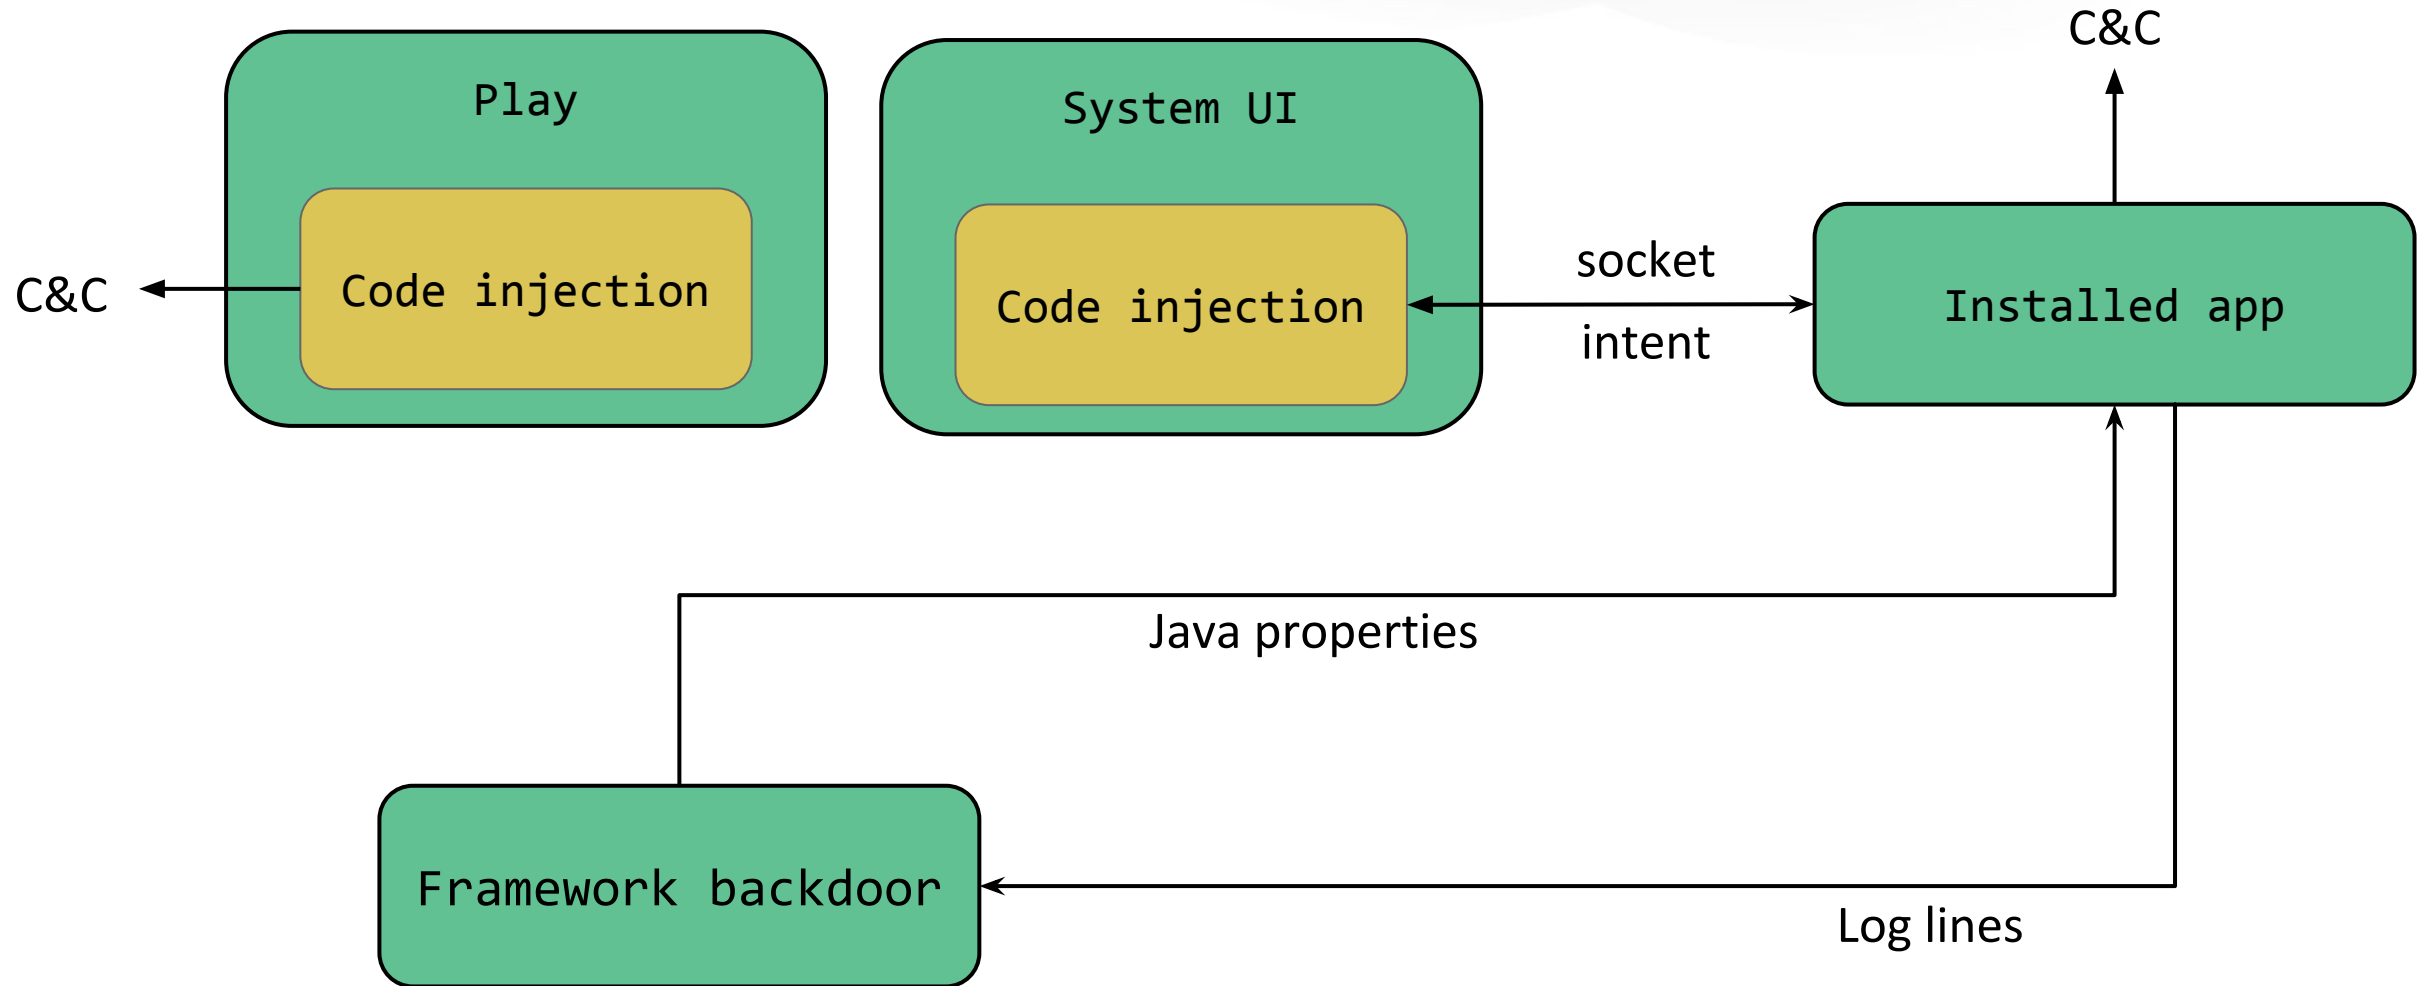 C&C
Play
System UI
C&C
Code injection
Code injection
socket
intent
Installed app
Java properties
Framework backdoor
Log lines